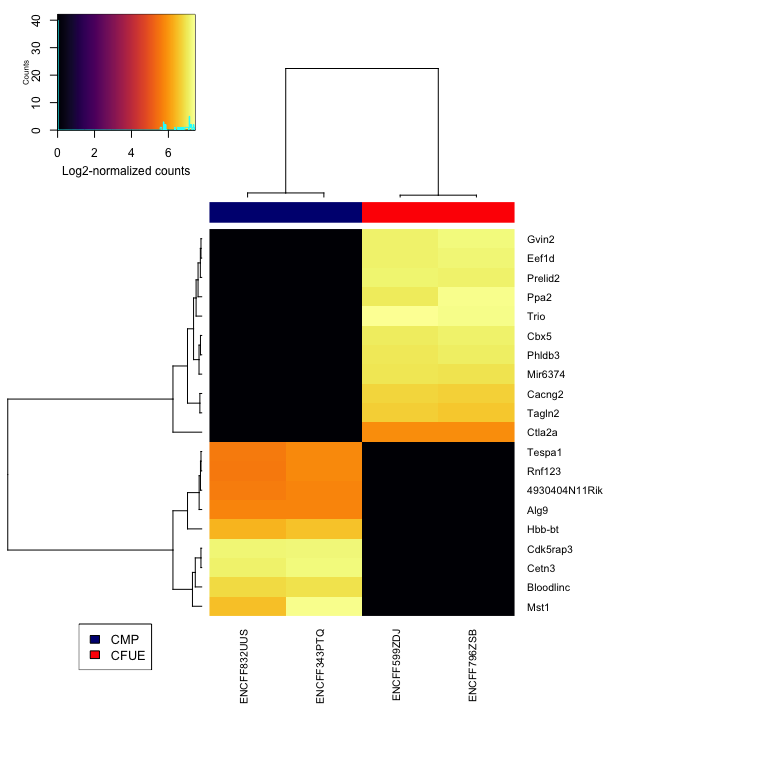 40
30
20
10
0
Counts
0 2 4 6
Log2-normalized counts
Gvin2
Eef1d
Prelid2
Ppa2
Trio
Cbx5
Phldb3
Mir6374
Cacng2
Tagln2
Ctla2a
Tespa1
Rnf123
4930404N11Rik
Alg9
Hbb-bt
Cdk5rap3
Cetn3
Bloodlinc
Mst1
CMP
CFUE
ENCFF832UUS
ENCFF343PTQ
ENCFF599ZDJ
ENCFF796ZSB